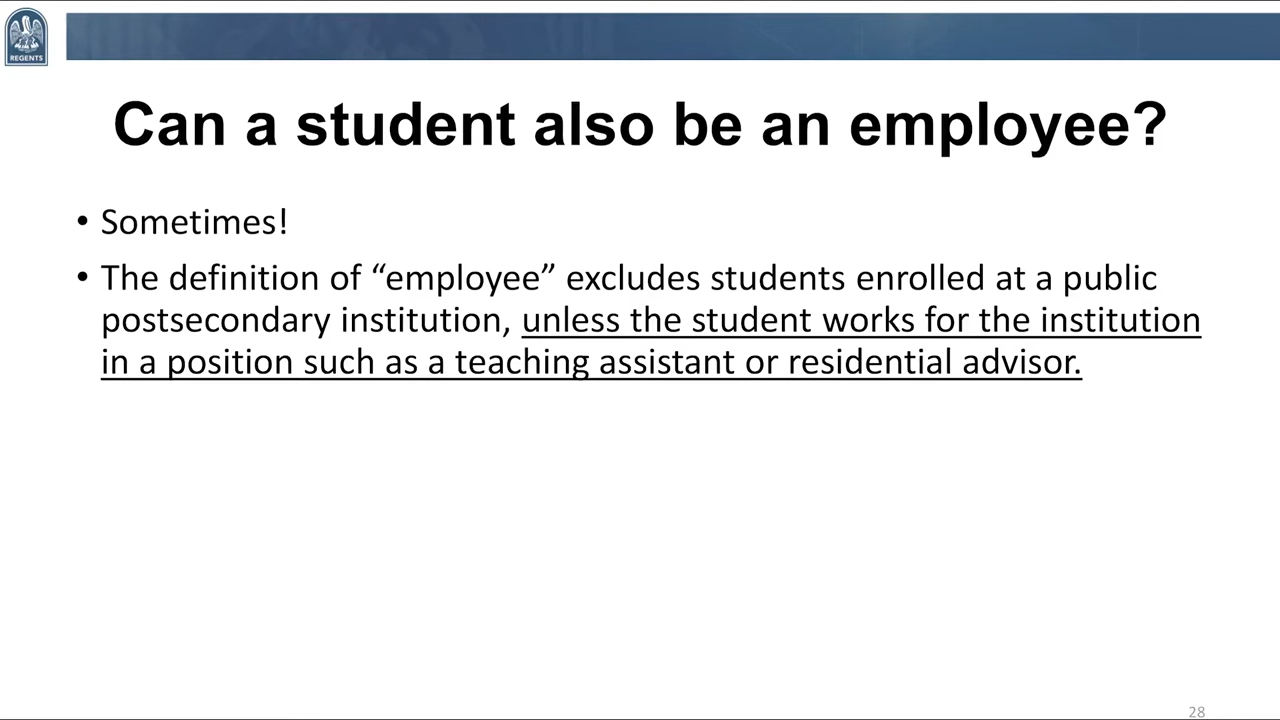 REGENTS
Can a student also be an employee?
• Sometimes!
• The definition of “employee” excludes students enrolled at a public
postsecondary institution, unless the student works for the institution
in a position such as a teaching assistant or residential advisor.
28